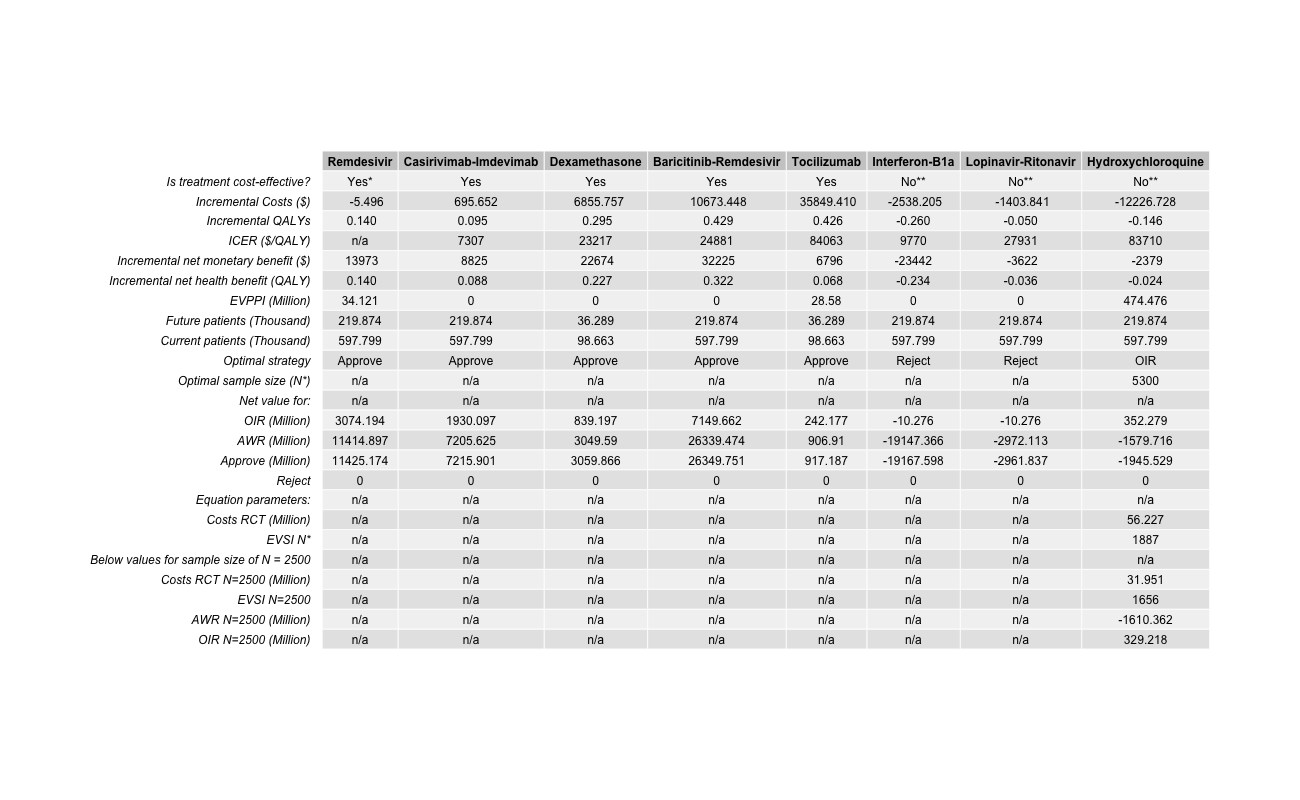 Remdesivir Casirivimab-Imdevimab Dexamethasone Baricitinib-Remdesivir Tocilizumab Interferon-B1a Lopinavir-Ritonavir Hydroxychloroquine
Is treatment cost-effective? Yes* Yes Yes Yes Yes No** No** No**
Incremental Costs ($) -5.496 695.652 6855.757 10673.448 35849.410 -2538.205 -1403.841 -12226.728
Incremental QALYs 0.140 0.095 0.295 0.429 0.426 -0.260 -0.050 -0.146
ICER ($/QALY) n/a 7307 23217 24881 84063 9770 27931 83710
Incremental net monetary benefit ($) 13973 8825 22674 32225 6796 -23442 -3622 -2379
Incremental net health benefit (QALY) 0.140 0.088 0.227 0.322 0.068 -0.234 -0.036 -0.024
EVPPI (Million) 34.121 0 0 0 28.58 0 0 474.476
Future patients (Thousand) 219.874 219.874 36.289 219.874 36.289 219.874 219.874 219.874
Current patients (Thousand) 597.799 597.799 98.663 597.799 98.663 597.799 597.799 597.799
Optimal strategy Approve Approve Approve Approve Approve Reject Reject OIR
Optimal sample size (N*) n/a n/a n/a n/a n/a n/a n/a 5300
Net value for: n/a n/a n/a n/a n/a n/a n/a n/a
OIR (Million) 3074.194 1930.097 839.197 7149.662 242.177 -10.276 -10.276 352.279
AWR (Million) 11414.897 7205.625 3049.59 26339.474 906.91 -19147.366 -2972.113 -1579.716
Approve (Million) 11425.174 7215.901 3059.866 26349.751 917.187 -19167.598 -2961.837 -1945.529
Reject 0 0 0 0 0 0 0 0
Equation parameters: n/a n/a n/a n/a n/a n/a n/a n/a
Costs RCT (Million) n/a n/a n/a n/a n/a n/a n/a 56.227
EVSI N* n/a n/a n/a n/a n/a n/a n/a 1887
Below values for sample size of N = 2500 n/a n/a n/a n/a n/a n/a n/a n/a
Costs RCT N=2500 (Million) n/a n/a n/a n/a n/a n/a n/a 31.951
EVSI N=2500 n/a n/a n/a n/a n/a n/a n/a 1656
AWR N=2500 (Million) n/a n/a n/a n/a n/a n/a n/a -1610.362
OIR N=2500 (Million) n/a n/a n/a n/a n/a n/a n/a 329.218